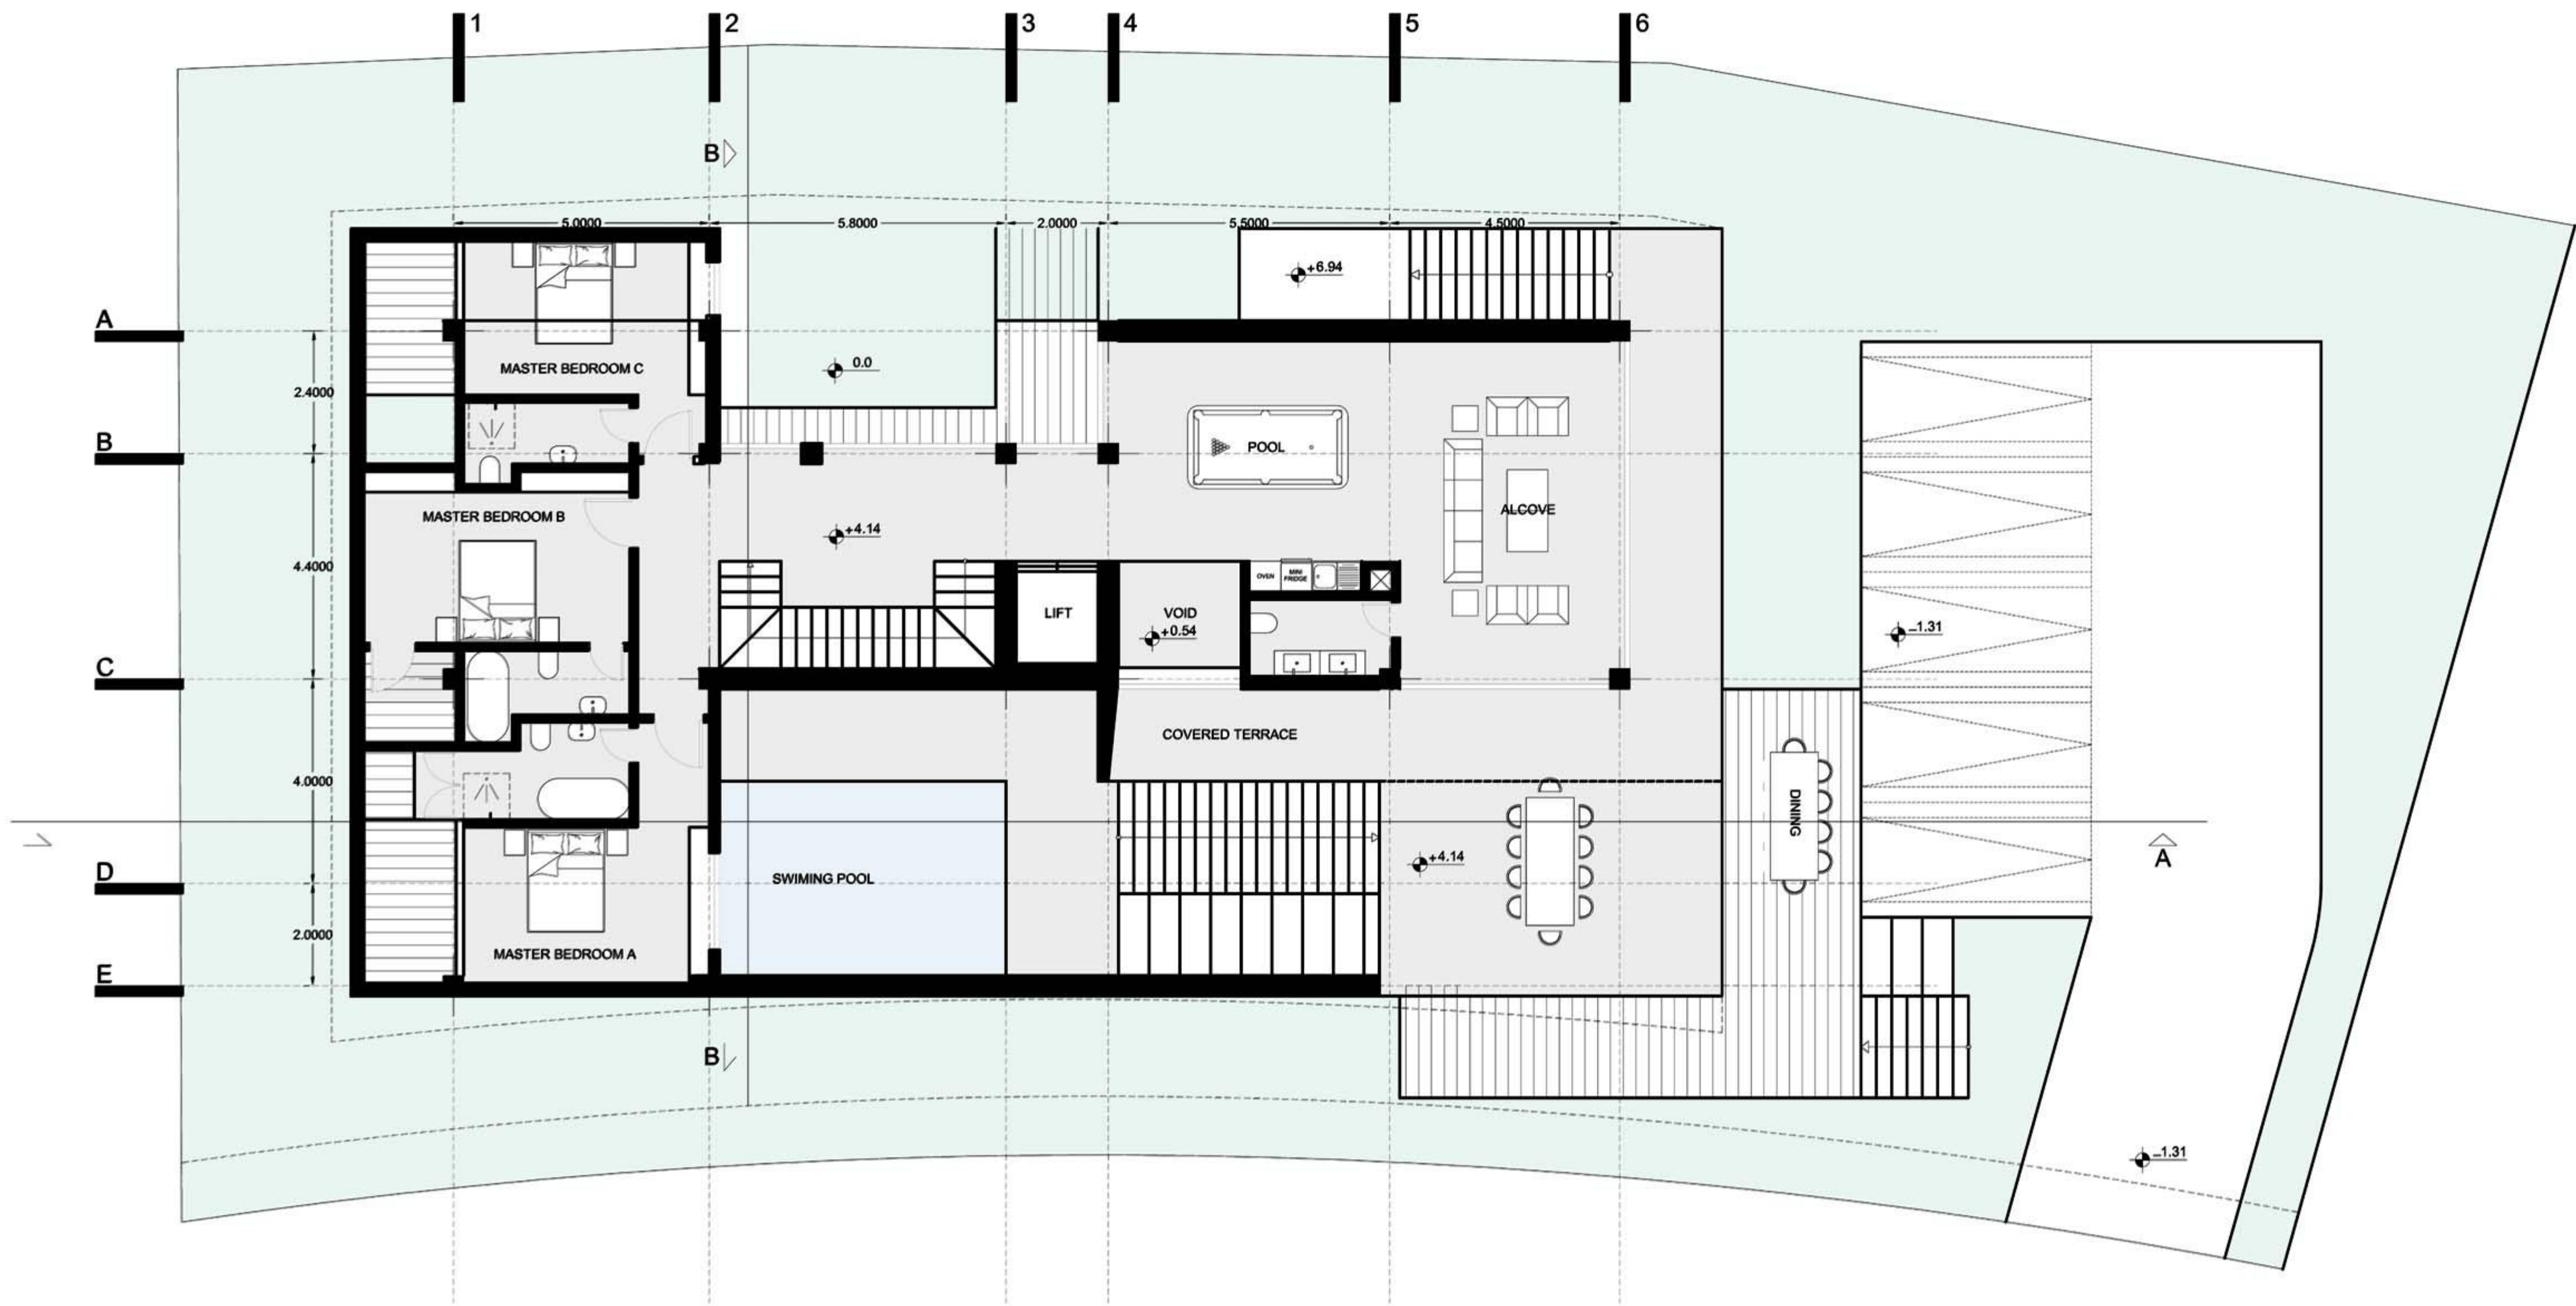 1 2 3 4 5 6
B
5.0000 5.8000 2.0000 5.5000 4.5000
+6.94
A
0.0
MASTER BEDROOM C
2.4000
B
POOL
MASTER BEDROOM B
ALCOVE
+4.14
4.4000
OVEN
MINI
FRIDGE
LIFT
VOID
+0.54
–1.31
C
COVERED TERRACE
4.0000
DINING
A
+4.14
D
SWIMING POOL
2.0000
MASTER BEDROOM A
E
B
–1.31